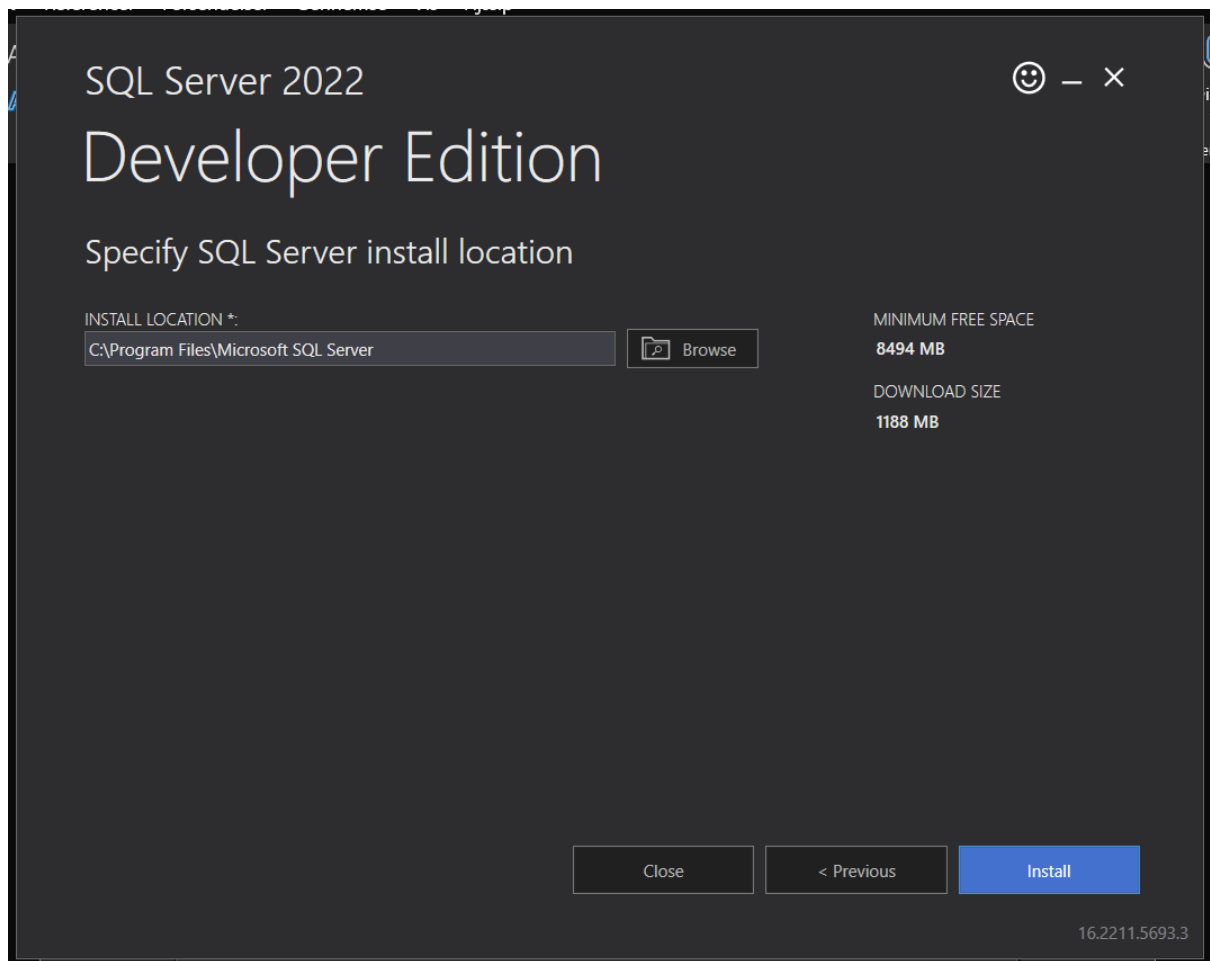 SQL Server 2022
Developer Edition
Specify SQL Server install location
INSTALL LOCATION *:
C:\Program Files\Microsoft SQL Server
Browse
MINIMUM FREE SPACE
8494 MB
DOWNLOAD SIZE
1188 MB
Close
< Previous
Install
16.2211.5693.3